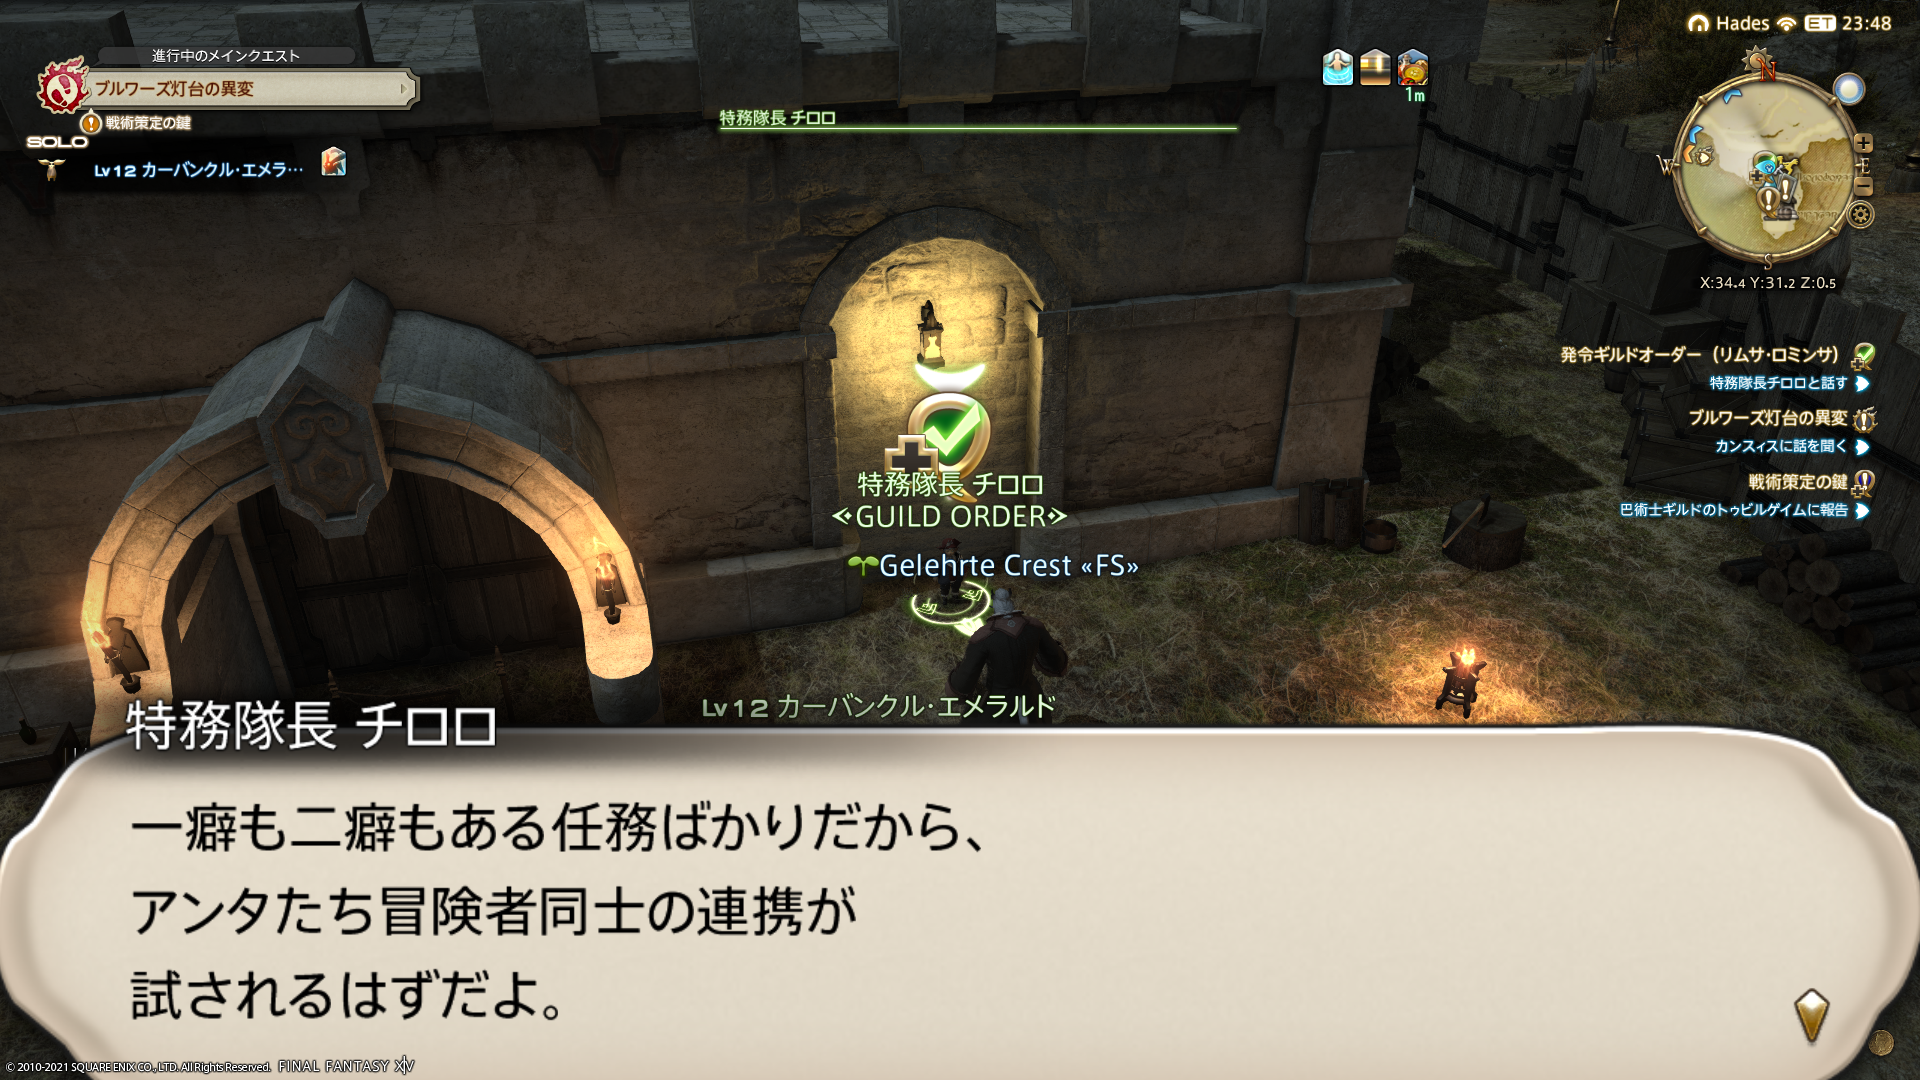 Hades ET 23:48
進行中のメインクエスト
ブルワーズ灯台の異変
戦術策定の鍵
SOLO
Lv12 カーバンクル・エメラ…
特務隊長 チロロ
1m
N
W
E
S
X:34.4 Y:31.2 Z:0.5
発令ギルドオーダー（リムサ・ロミンサ）
特務隊長チロロと話す
ブルワーズ灯台の異変
カンスィスに話を聞く
戦術策定の鍵
巴術士ギルドのトゥビルゲイムに報告
特務隊長 チロロ
GUILD ORDER
Gelehrte Crest «FS»
Lv12 カーバンクル・エメラルド
特務隊長 チロロ
一癖も二癖もある任務ばかりだから、
アンタたち冒険者同士の連携が
試されるはずだよ。
© 2010-2021 SQUARE ENIX CO., LTD. All Rights Reserved. FINAL FANTASY XIV